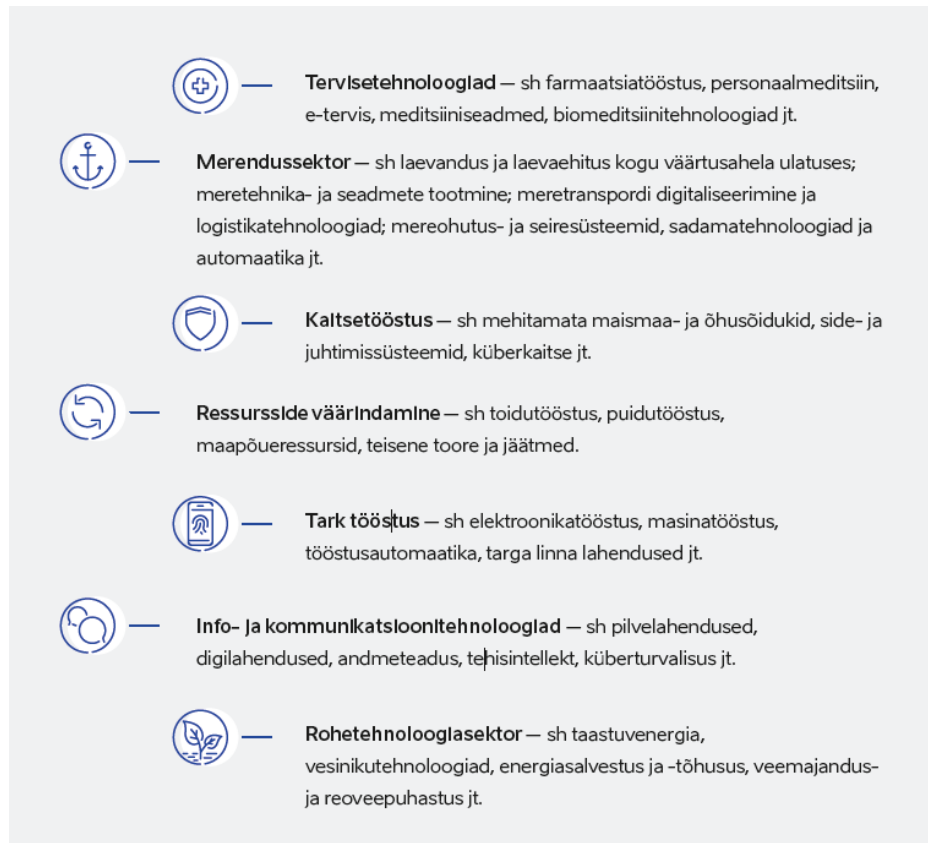 Tervisetehnoloogiad — sh farmaatsiatööstus, personaalmeditsiin,
e-tervis, meditsiiniseadmed, biomeditsiinitehnoloogiad jt.
Merendussektor — sh laevandus ja laevaehitus kogu väärtusahela ulatuses;
meretehnika- ja seadmete tootmine; meretranspordi digitaliseerimine ja
logistikatehnoloogiad; mereohutus- ja seiresüsteemid, sadamatehnoloogiad ja
automaatika jt.
Kaitsetööstus — sh mehitamata maismaa- ja õhusõidukid, side- ja
juhtimissüsteemid, küberkaitse jt.
Ressursside väärindamine — sh toidutööstus, puidutööstus,
maapõueressursid, teisene toore ja jäätmed.
Tark tööstus — sh elektroonikatööstus, masinatööstus,
tööstusautomaatika, targa linna lahendused jt.
Info- ja kommunikatsioonitehnoloogiad — sh pilvelahendused,
digilahendused, andmeteadus, tehisintellekt, küberturvalisus jt.
Rohetehnoloogiasektor — sh taastuvenergia,
vesinikutehnoloogiad, energiasalvestus ja -tõhusus, veemajandus-
ja reoveepuhastus jt.